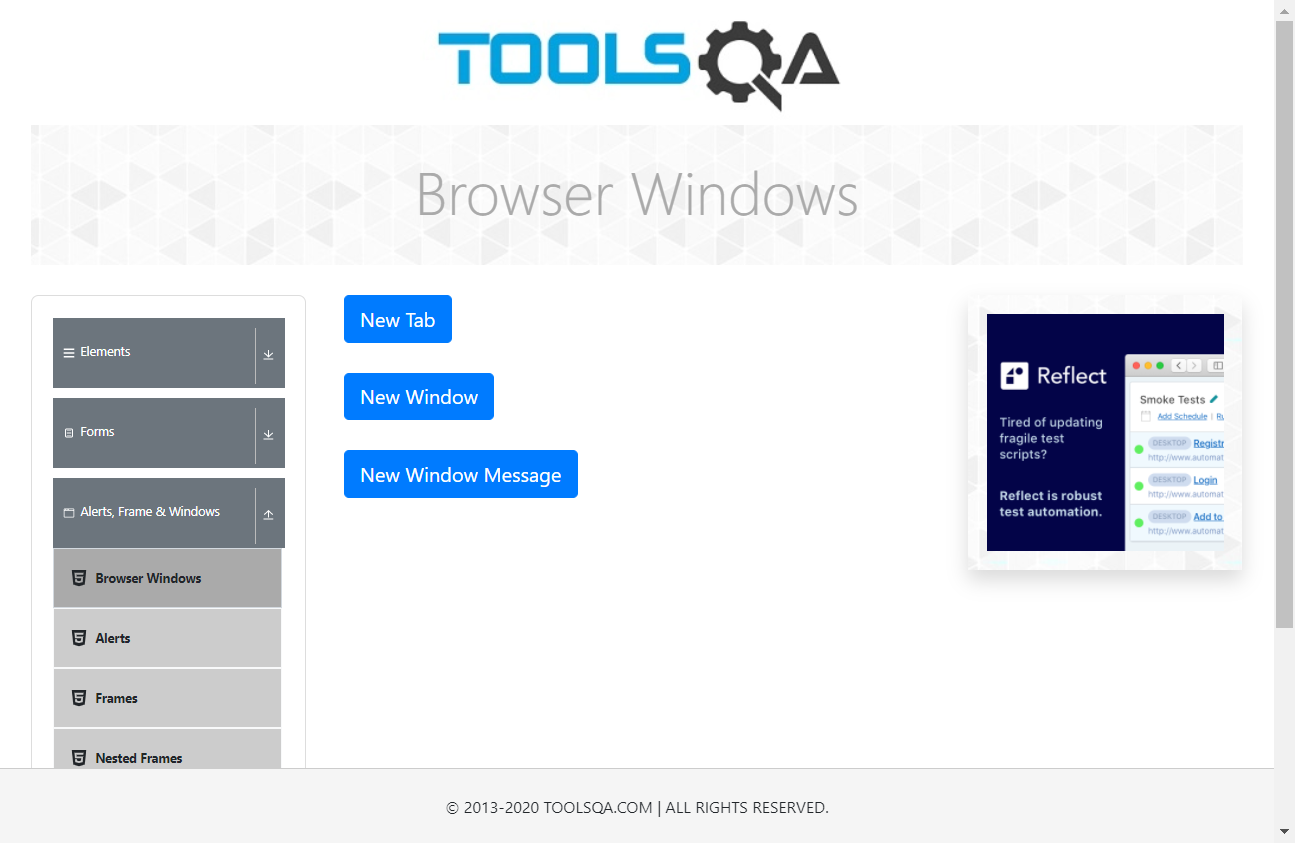 TOOLSQA
Browser Windows
Elements
Forms
Alerts, Frame & Windows
Browser Windows
Alerts
Frames
Nested Frames
New Tab
New Window
New Window Message
Reflect
Tired of updating
fragile test
scripts?
Reflect is robust
test automation.
Smoke Tests
Add Schedule | Ru
DESKTOP Registr
http://www.automat
DESKTOP Login
http://www.automat
DESKTOP Add to
http://www.automat
© 2013-2020 TOOLSQA.COM | ALL RIGHTS RESERVED.